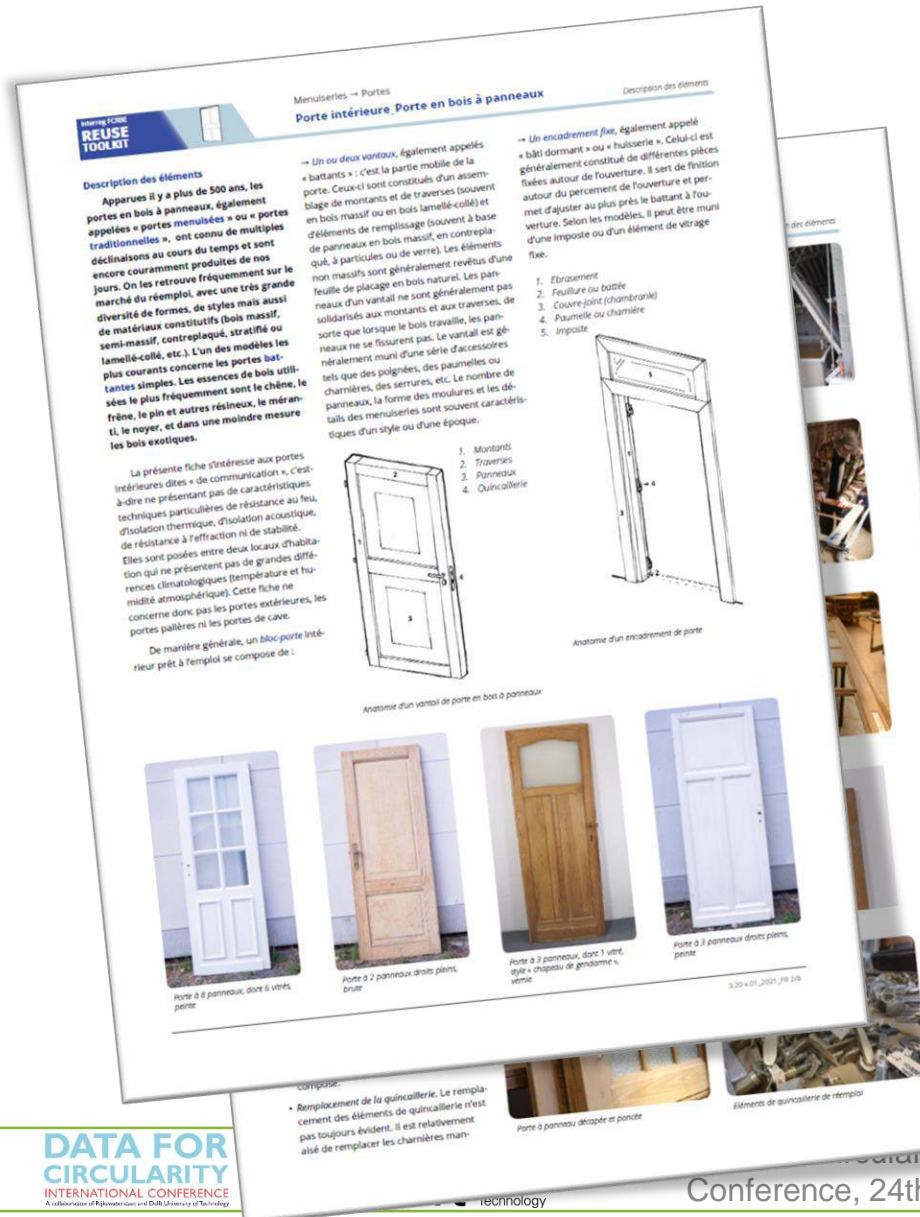 Interreg FCRBE
REUSE
TOOLKIT
Menuiseries → Portes
Porte intérieure_Porte en bois à panneaux
Description des éléments
Description des éléments
Apparues il y a plus de 500 ans, les
portes en bois à panneaux, également
appelées « portes menuisées » ou « portes
traditionnelles », ont connu de multiples
déclinaisons au cours du temps et sont
encore couramment produites de nos
jours. On les retrouve fréquemment sur le
marché du réemploi, avec une très grande
diversité de formes, de styles mais aussi
de matériaux constitutifs (bois massif,
semi-massif, contreplaqué, stratifié ou
lamellé-collé, etc.). L'un des modèles les
plus courants concerne les portes bat-
tantes simples. Les essences de bois utili-
sées le plus fréquemment sont le chêne, le
frêne, le pin et autres résineux, le méran-
ti, le noyer, et dans une moindre mesure
les bois exotiques.
La présente fiche s'intéresse aux portes
intérieures dites « de communication », c'est-
à-dire ne présentant pas de caractéristiques
techniques particulières de résistance au feu,
d'isolation thermique, d'isolation acoustique,
de résistance à l'effraction ni de stabilité.
Elles sont posées entre deux locaux d'habita-
tion qui ne présentent pas de grandes diffé-
rences climatologiques (température et hu-
midité atmosphérique). Cette fiche ne
concerne donc pas les portes extérieures, les
portes palières ni les portes de cave.
De manière générale, un bloc-porte inté-
rieur prêt à l'emploi se compose de :
→ Un ou deux vantaux, également appelés
« battants » : c'est la partie mobile de la
porte. Ceux-ci sont constitués d'un assem-
blage de montants et de traverses (souvent
en bois massif ou en bois lamellé-collé) et
d'éléments de remplissage (souvent à base
de panneaux en bois massif, en contrepla-
qué, à particules ou de verre). Les éléments
non massifs sont généralement revêtus d'une
feuille de placage en bois naturel. Les pan-
neaux d'un vantail ne sont généralement pas
solidarisés aux montants et aux traverses, de
sorte que lorsque le bois travaille, les pan-
neaux ne se fissurent pas. Le vantail est gé-
néralement muni d'une série d'accessoires
tels que des poignées, des paumelles ou
charnières, des serrures, etc. Le nombre de
panneaux, la forme des moulures et les dé-
tails des menuiseries sont souvent caractéris-
tiques d'un style ou d'une époque.
1. Montants
2. Traverses
3. Panneaux
4. Quincaillerie
2
1
4
3
Anatomie d'un vantail de porte en bois à panneaux
→ Un encadrement fixe, également appelé
« bâti dormant » ou « huisserie ». Celui-ci est
généralement constitué de différentes pièces
fixées autour de l'ouverture. Il sert de finition
autour du percement de l'ouverture et per-
met d'ajuster au plus près le battant à l'ou-
verture. Selon les modèles, il peut être muni
d'une imposte ou d'un élément de vitrage
fixe.
1. Ebrasement
2. Feuillure ou battée
3. Couvre-joint (chambranle)
4. Paumelle ou charnière
5. Imposte
5
1
4
3
2
Anatomie d'un encadrement de porte
Porte à 8 panneaux, dont 6 vitrés,
peinte
Porte à 2 panneaux droits pleins,
brute
Porte à 3 panneaux, dont 1 vitré,
style « chapeau de gendarme »,
vernie
Porte à 3 panneaux droits pleins,
peinte
3.20 v.01_2021_FR 2/8
des éléments
compose.
• Remplacement de la quincaillerie. Le rempla-
cement des éléments de quincaillerie n'est
pas toujours évident. Il est relativement
aisé de remplacer les charnières man-
Porte à panneau décapée et poncée
Eléments de quincaillerie de réemploi
DATA FOR
CIRCULARITY
INTERNATIONAL CONFERENCE
A collaboration of Rijkswaterstaat and Delft University of Technology
Technology
Conference, 24th